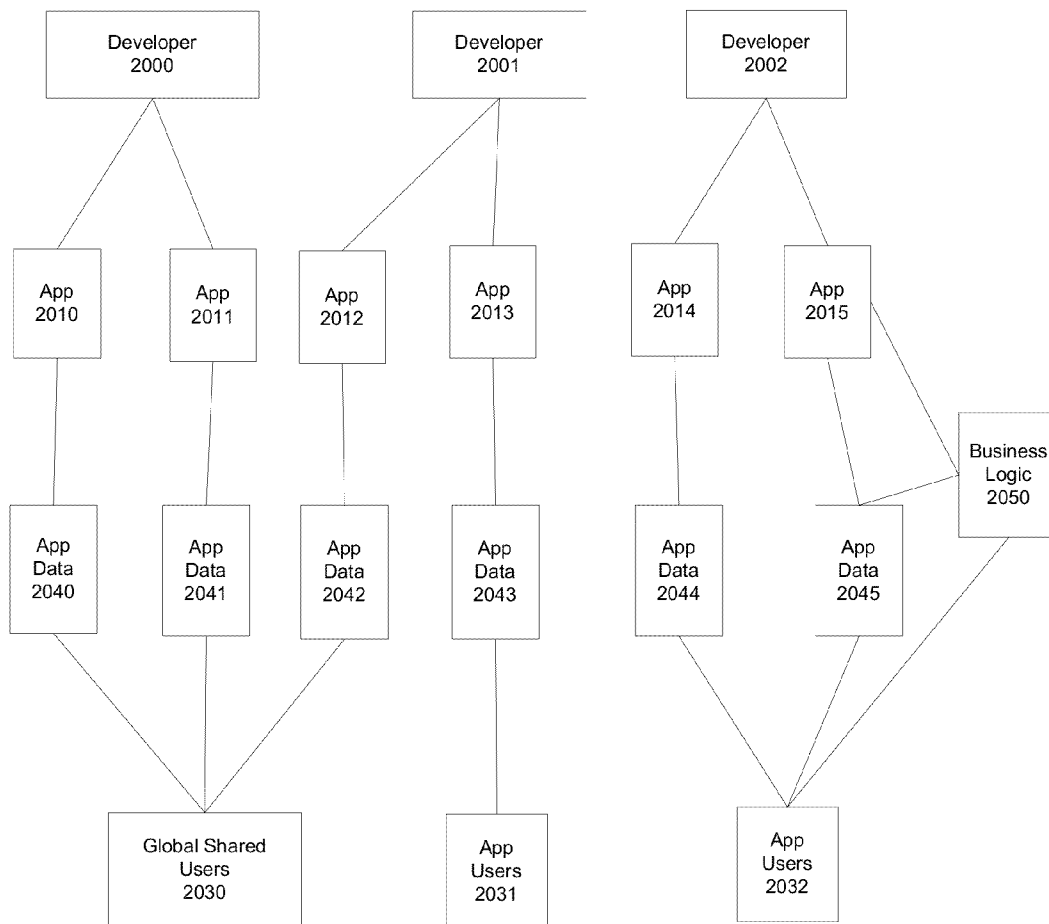 Developer
2000
Developer
2001
Developer
2002
App
2010
App
2011
App
2012
App
2013
App
2014
App
2015
Business
Logic
2050
App
Data
2040
App
Data
2041
App
Data
2042
App
Data
2043
App
Data
2044
App
Data
2045
Global Shared
Users
2030
App
Users
2031
App
Users
2032